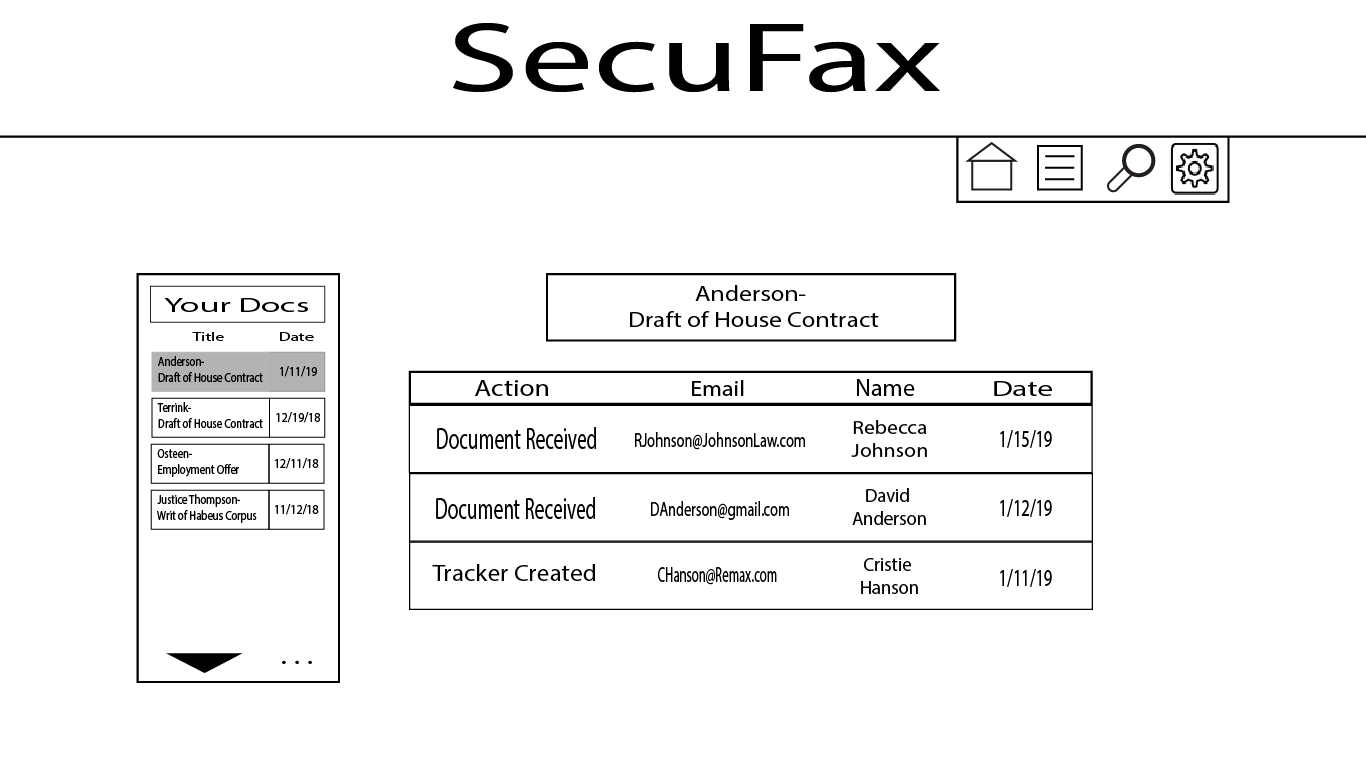 SecuFax
Your Docs
Title Date
Anderson-
Draft of House Contract 1/11/19
Terrink-
Draft of House Contract 12/19/18
Osteen-
Employment Offer 12/11/18
Justice Thompson-
Writ of Habeus Corpus 11/12/18
. . .
Anderson-
Draft of House Contract
Action Email Name Date
Document Received RJohnson@JohnsonLaw.com Rebecca
Johnson 1/15/19
Document Received DAnderson@gmail.com David
Anderson 1/12/19
Tracker Created CHanson@Remax.com Cristie
Hanson 1/11/19